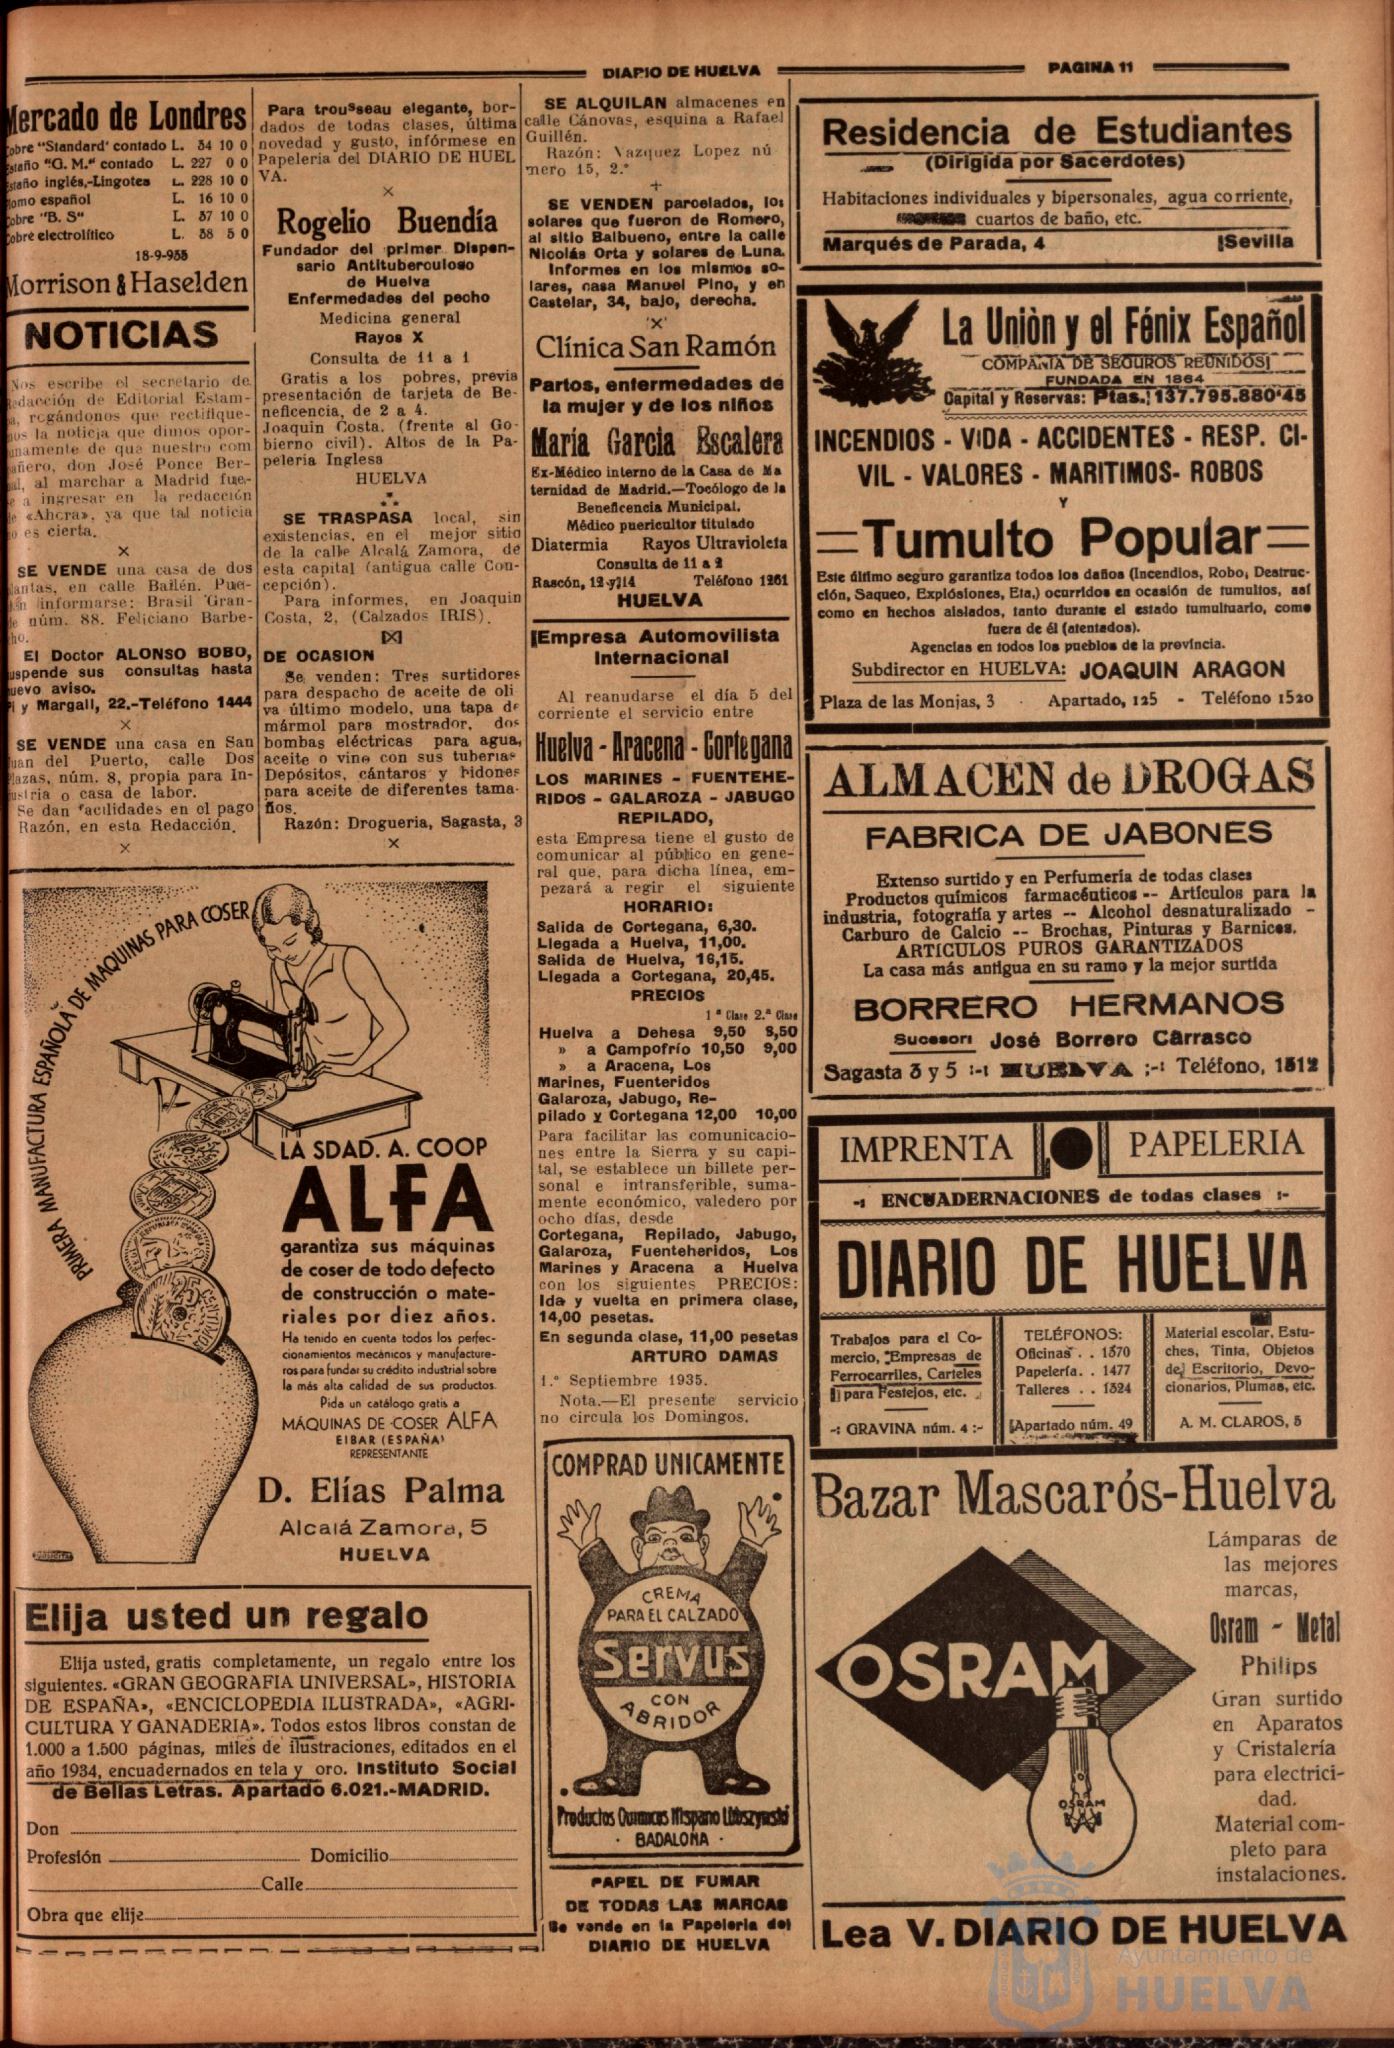 DIARIO DE HUELVA
PAGINA 11
Mercado de Londres
Cobre "Standard' contado L. 34 10 0
Estaño "G. M." contado L. 227 0 0
Estaño inglés,-Lingotes L. 228 10 0
Plomo español L. 16 10 0
Cobre "B. S" L. 37 10 0
Cobre electrolítico L. 38 5 0
18-9-935
Morrison & Haselden
NOTICIAS
Nos escribe el secretario de
Redacción de Editorial Estam-
pa, rogándonos que rectifique-
mos la noticia que dimos opor-
tunamente de que nuestro com
pañero, don José Ponce Ber-
nal, al marchar a Madrid fue-
se a ingresar en la redacción
de «Ahora», ya que tal noticia
no es cierta.
×
SE VENDE una casa de dos
plantas, en calle Bailén. Pue-
den informarse: Brasil Gran-
de núm. 88. Feliciano Barbe-
cho.
El Doctor ALONSO BOBO,
suspende sus consultas hasta
nuevo aviso.
Pi y Margall, 22.-Teléfono 1444
×
SE VENDE una casa en San
Juan del Puerto, calle Dos
Plazas, núm. 8, propia para In-
dustria o casa de labor.
Se dan facilidades en el pago
Razón, en esta Redacción.
×
Para trousseau elegante, bor-
dados de todas clases, última
novedad y gusto, infórmese en
Papelería del DIARIO DE HUEL
VA.
×
Rogelio Buendía
Fundador del primer Dispen-
sario Antituberculoso
de Huelva
Enfermedades del pecho
Medicina general
Rayos X
Consulta de 11 a 1
Gratis a los pobres, previa
presentación de tarjeta de Be-
neficencia, de 2 a 4.
Joaquin Costa. (frente al Go-
bierno civil). Altos de la Pa-
pelería Inglesa
HUELVA
SE TRASPASA local, sin
existencias, en el mejor sitio
de la calle Alcalá Zamora, de
esta capital (antigua calle Con-
cepción).
Para informes, en Joaquin
Costa, 2, (Calzados IRIS).
DE OCASION
Se venden: Tres surtidores
para despacho de aceite de oli
va último modelo, una tapa de
mármol para mostrador, dos
bombas eléctricas para agua,
aceite o vino con sus tuberías
Depósitos, cántaros y bidones
para aceite de diferentes tama-
ños.
Razón: Droguería, Sagasta, 3
×
SE ALQUILAN almacenes en
calle Cánovas, esquina a Rafael
Guillén.
Razón: Vazquez Lopez nú
mero 15, 2.º
+
SE VENDEN parcelados, los
solares que fueron de Romero,
al sitio Balbueno, entre la calle
Nicolás Orta y solares de Luna.
Informes en los mismos so-
lares, casa Manuel Pino, y en
Castelar, 34, bajo, derecha.
×
Clínica San Ramón
Partos, enfermedades de
la mujer y de los niños
María Garcia Escalera
Ex-Médico interno de la Casa de Ma
ternidad de Madrid.—Tocólogo de la
Beneficencia Municipal.
Médico puericultor titulado
Diatermia Rayos Ultravioleta
Consulta de 11 a 2
Rascón, 12 y 14 Teléfono 1261
HUELVA
Empresa Automovilista
Internacional
Al reanudarse el día 5 del
corriente el servicio entre
Huelva - Aracena - Cortegana
LOS MARINES - FUENTEHE-
RIDOS - GALAROZA - JABUGO
REPILADO,
esta Empresa tiene el gusto de
comunicar al público en gene-
ral que, para dicha línea, em-
pezará a regir el siguiente
HORARIO:
Salida de Cortegana, 6,30.
Llegada a Huelva, 11,00.
Salida de Huelva, 16,15.
Llegada a Cortegana, 20,45.
PRECIOS
1.ª Clase 2.ª Clase
Huelva a Dehesa 9,50 8,50
» a Campofrío 10,50 9,00
» a Aracena, Los
Marines, Fuenteridos
Galaroza, Jabugo, Re-
pilado y Cortegana 12,00 10,00
Para facilitar las comunicacio-
nes entre la Sierra y su capi-
tal, se establece un billete per-
sonal e intransferible, suma-
mente económico, valedero por
ocho días, desde
Cortegana, Repilado, Jabugo,
Galaroza, Fuenteheridos, Los
Marines y Aracena a Huelva
con los siguientes PRECIOS:
Ida y vuelta en primera clase,
14,00 pesetas.
En segunda clase, 11,00 pesetas
ARTURO DAMAS
1.º Septiembre 1935.
Nota.—El presente servicio
no circula los Domingos.
PRIMERA MANUFACTURA ESPAÑOLA DE MAQUINAS PARA COSER
LA SDAD. A. COOP
ALFA
garantiza sus máquinas
de coser de todo defecto
de construcción o mate-
riales por diez años.
Ha tenido en cuenta todos los perfec-
cionamientos mecánicos y manufacture-
ros para fundar su crédito industrial sobre
la más alta calidad de sus productos.
Pida un catálogo gratis a
MÁQUINAS DE COSER ALFA
EIBAR (ESPAÑA)
REPRESENTANTE
D. Elías Palma
Alcalá Zamora, 5
HUELVA
Elija usted un regalo
Elija usted, gratis completamente, un regalo entre los
siguientes. «GRAN GEOGRAFIA UNIVERSAL», HISTORIA
DE ESPAÑA», «ENCICLOPEDIA ILUSTRADA», «AGRI-
CULTURA Y GANADERIA». Todos estos libros constan de
1.000 a 1.500 páginas, miles de ilustraciones, editados en el
año 1934, encuadernados en tela y oro. Instituto Social
de Bellas Letras. Apartado 6.021.-MADRID.
Don
Profesión Domicilio
Calle
Obra que elije
COMPRAD UNICAMENTE
CREMA
PARA EL CALZADO
Servus
CON
ABRIDOR
Productos Quimicos Hispano Lubszynski
· BADALONA ·
PAPEL DE FUMAR
DE TODAS LAS MARCAS
Se vende en la Papelería del
DIARIO DE HUELVA
Residencia de Estudiantes
(Dirigida por Sacerdotes)
Habitaciones individuales y bipersonales, agua corriente,
cuartos de baño, etc.
Marqués de Parada, 4 Sevilla
La Unión y el Fénix Español
COMPAÑIA DE SEGUROS REUNIDOS
FUNDADA EN 1864
Capital y Reservas: Ptas. 137.795.880'45
INCENDIOS - VIDA - ACCIDENTES - RESP. CI-
VIL - VALORES - MARITIMOS- ROBOS
Y
Tumulto Popular
Este último seguro garantiza todos los daños (Incendios, Robo, Destruc-
ción, Saqueo, Explósiones, Eta,) ocurridos en ocasión de tumultos, así
como en hechos aislados, tanto durante el estado tumultuario, como
fuera de él (atentados).
Agencias en todos los pueblos de la provincia.
Subdirector en HUELVA: JOAQUIN ARAGON
Plaza de las Monjas, 3 Apartado, 125 - Teléfono 1520
ALMACEN de DROGAS
FABRICA DE JABONES
Extenso surtido y en Perfumería de todas clases
Productos químicos farmacéuticos -- Artículos para la
industria, fotografía y artes -- Alcohol desnaturalizado -
Carburo de Calcio -- Brochas, Pinturas y Barnices.
ARTICULOS PUROS GARANTIZADOS
La casa más antigua en su ramo y la mejor surtida
BORRERO HERMANOS
Sucesor: José Borrero Carrasco
Sagasta 3 y 5 :-: HUELVA :-: Teléfono, 1312
IMPRENTA PAPELERIA
-: ENCUADERNACIONES de todas clases :-
DIARIO DE HUELVA
Trabajos para el Co-
mercio, Empresas de
Ferrocarriles, Carteles
para Festejos, etc.
-: GRAVINA núm. 4 :-
TELÉFONOS:
Oficinas . . 1370
Papelería. . 1477
Talleres . . 1324
Apartado núm. 49
Material escolar, Estu-
ches, Tinta, Objetos
de Escritorio, Devo-
cionarios, Plumas, etc.
A. M. CLAROS, 5
Bazar Mascarós-Huelva
OSRAM
OSRAM
Lámparas de
las mejores
marcas,
Osram - Metal
Philips
Gran surtido
en Aparatos
y Cristalería
para electrici-
dad.
Material com-
pleto para
instalaciones.
Lea V. DIARIO DE HUELVA
Ayuntamiento de
HUELVA